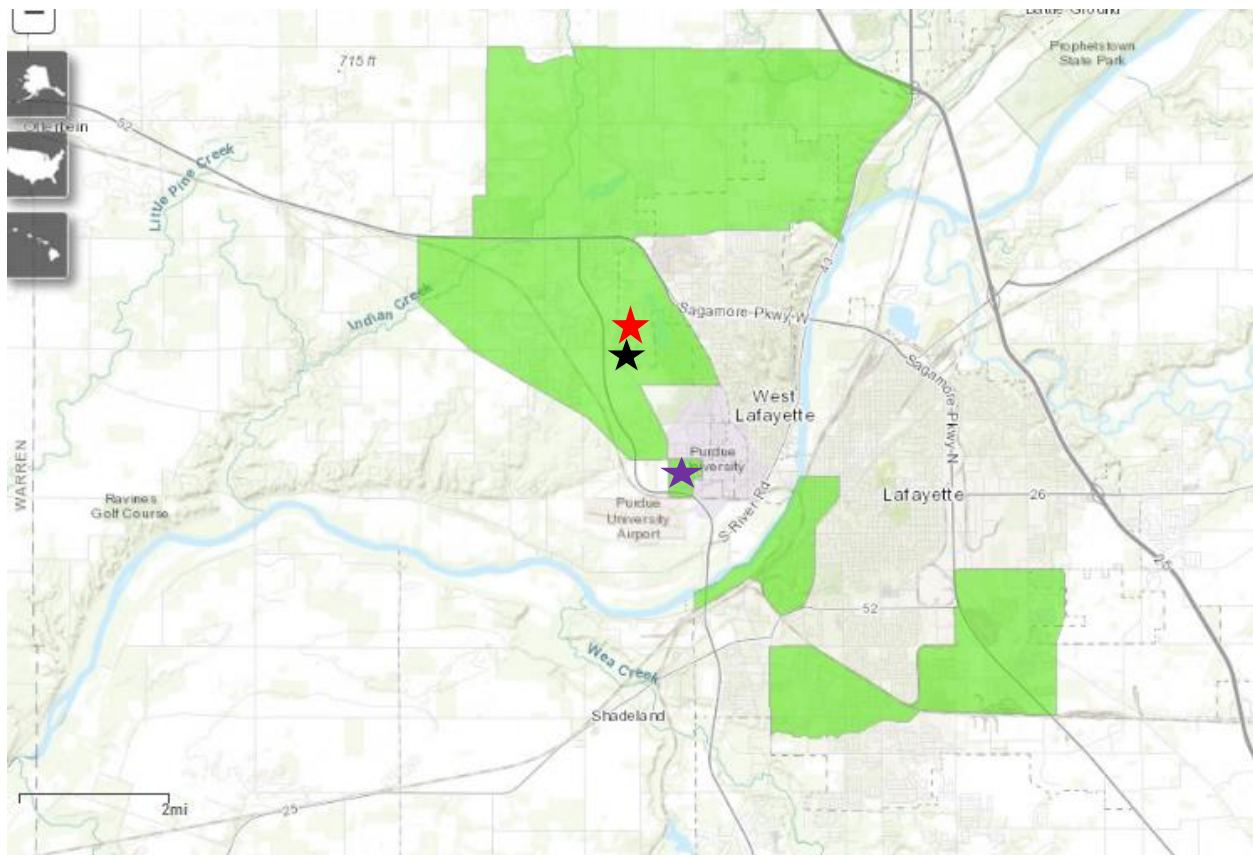 715 ft
Prophetstown
State Park
52
Little Pine Creek
43
Indian Creek
Sagamore-Pkwy-W
Sagamore-Pkwy-N
West
Lafayette
WARREN
Purdue
University
Lafayette
26
Ravines
Golf Course
Purdue
University
Airport
S River Rd
26
52
Wea Creek
Shadeland
2mi
25